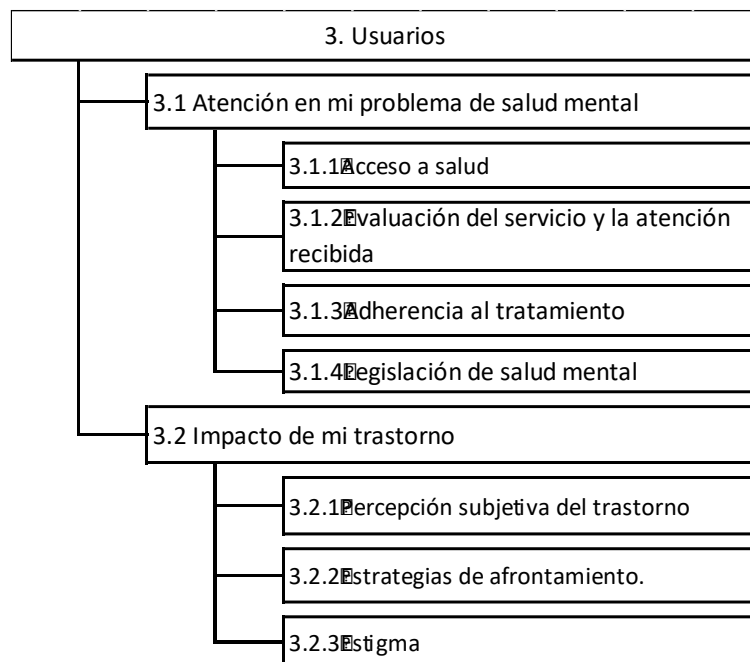 3. Usuarios
3.1 Atención en mi problema de salud mental
3.1.1 Acceso a salud
3.1.2 Evaluación del servicio y la atención
recibida
3.1.3 Adherencia al tratamiento
3.1.4 Legislación de salud mental
3.2 Impacto de mi trastorno
3.2.1 Percepción subjetiva del trastorno
3.2.2 Estrategias de afrontamiento.
3.2.3 Estigma